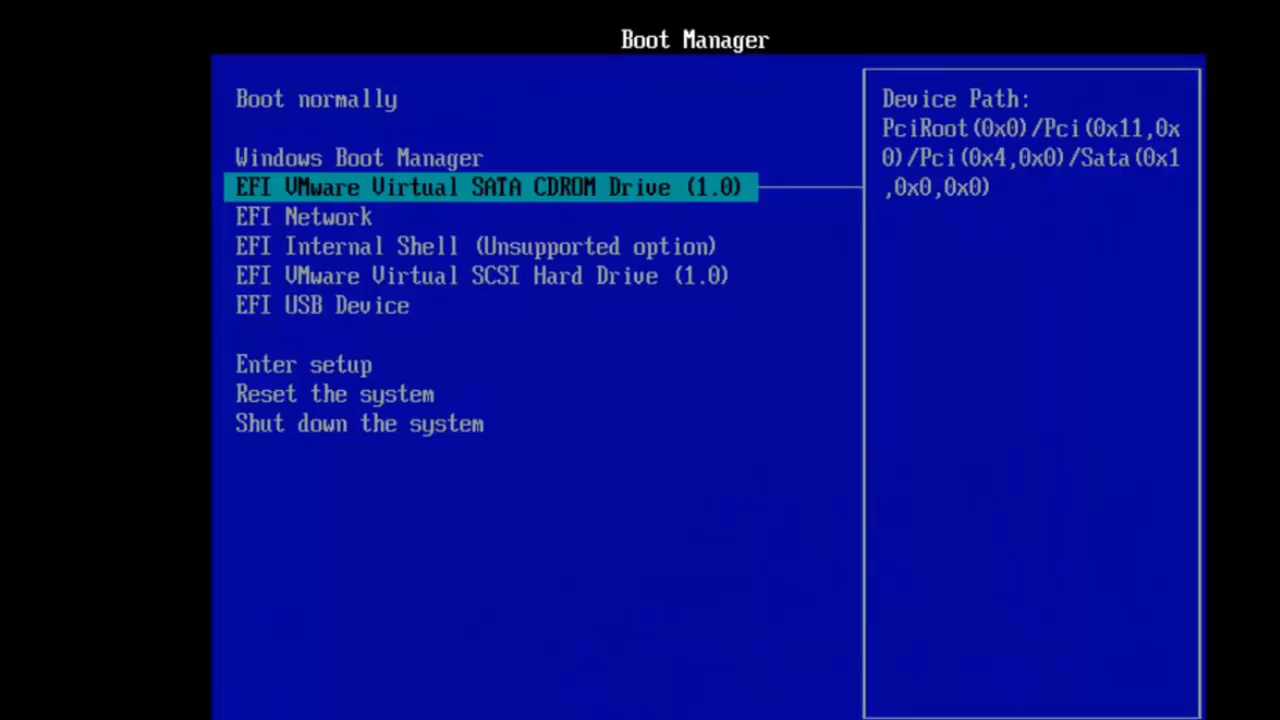 Boot Manager
Boot normally
Windows Boot Manager
EFI VMware Virtual SATA CDROM Drive (1.0)
EFI Network
EFI Internal Shell (Unsupported option)
EFI VMware Virtual SCSI Hard Drive (1.0)
EFI USB Device
Enter setup
Reset the system
Shut down the system
Device Path:
PciRoot(0x0)/Pci(0x11,0x
0)/Pci(0x4,0x0)/Sata(0x1
,0x0,0x0)